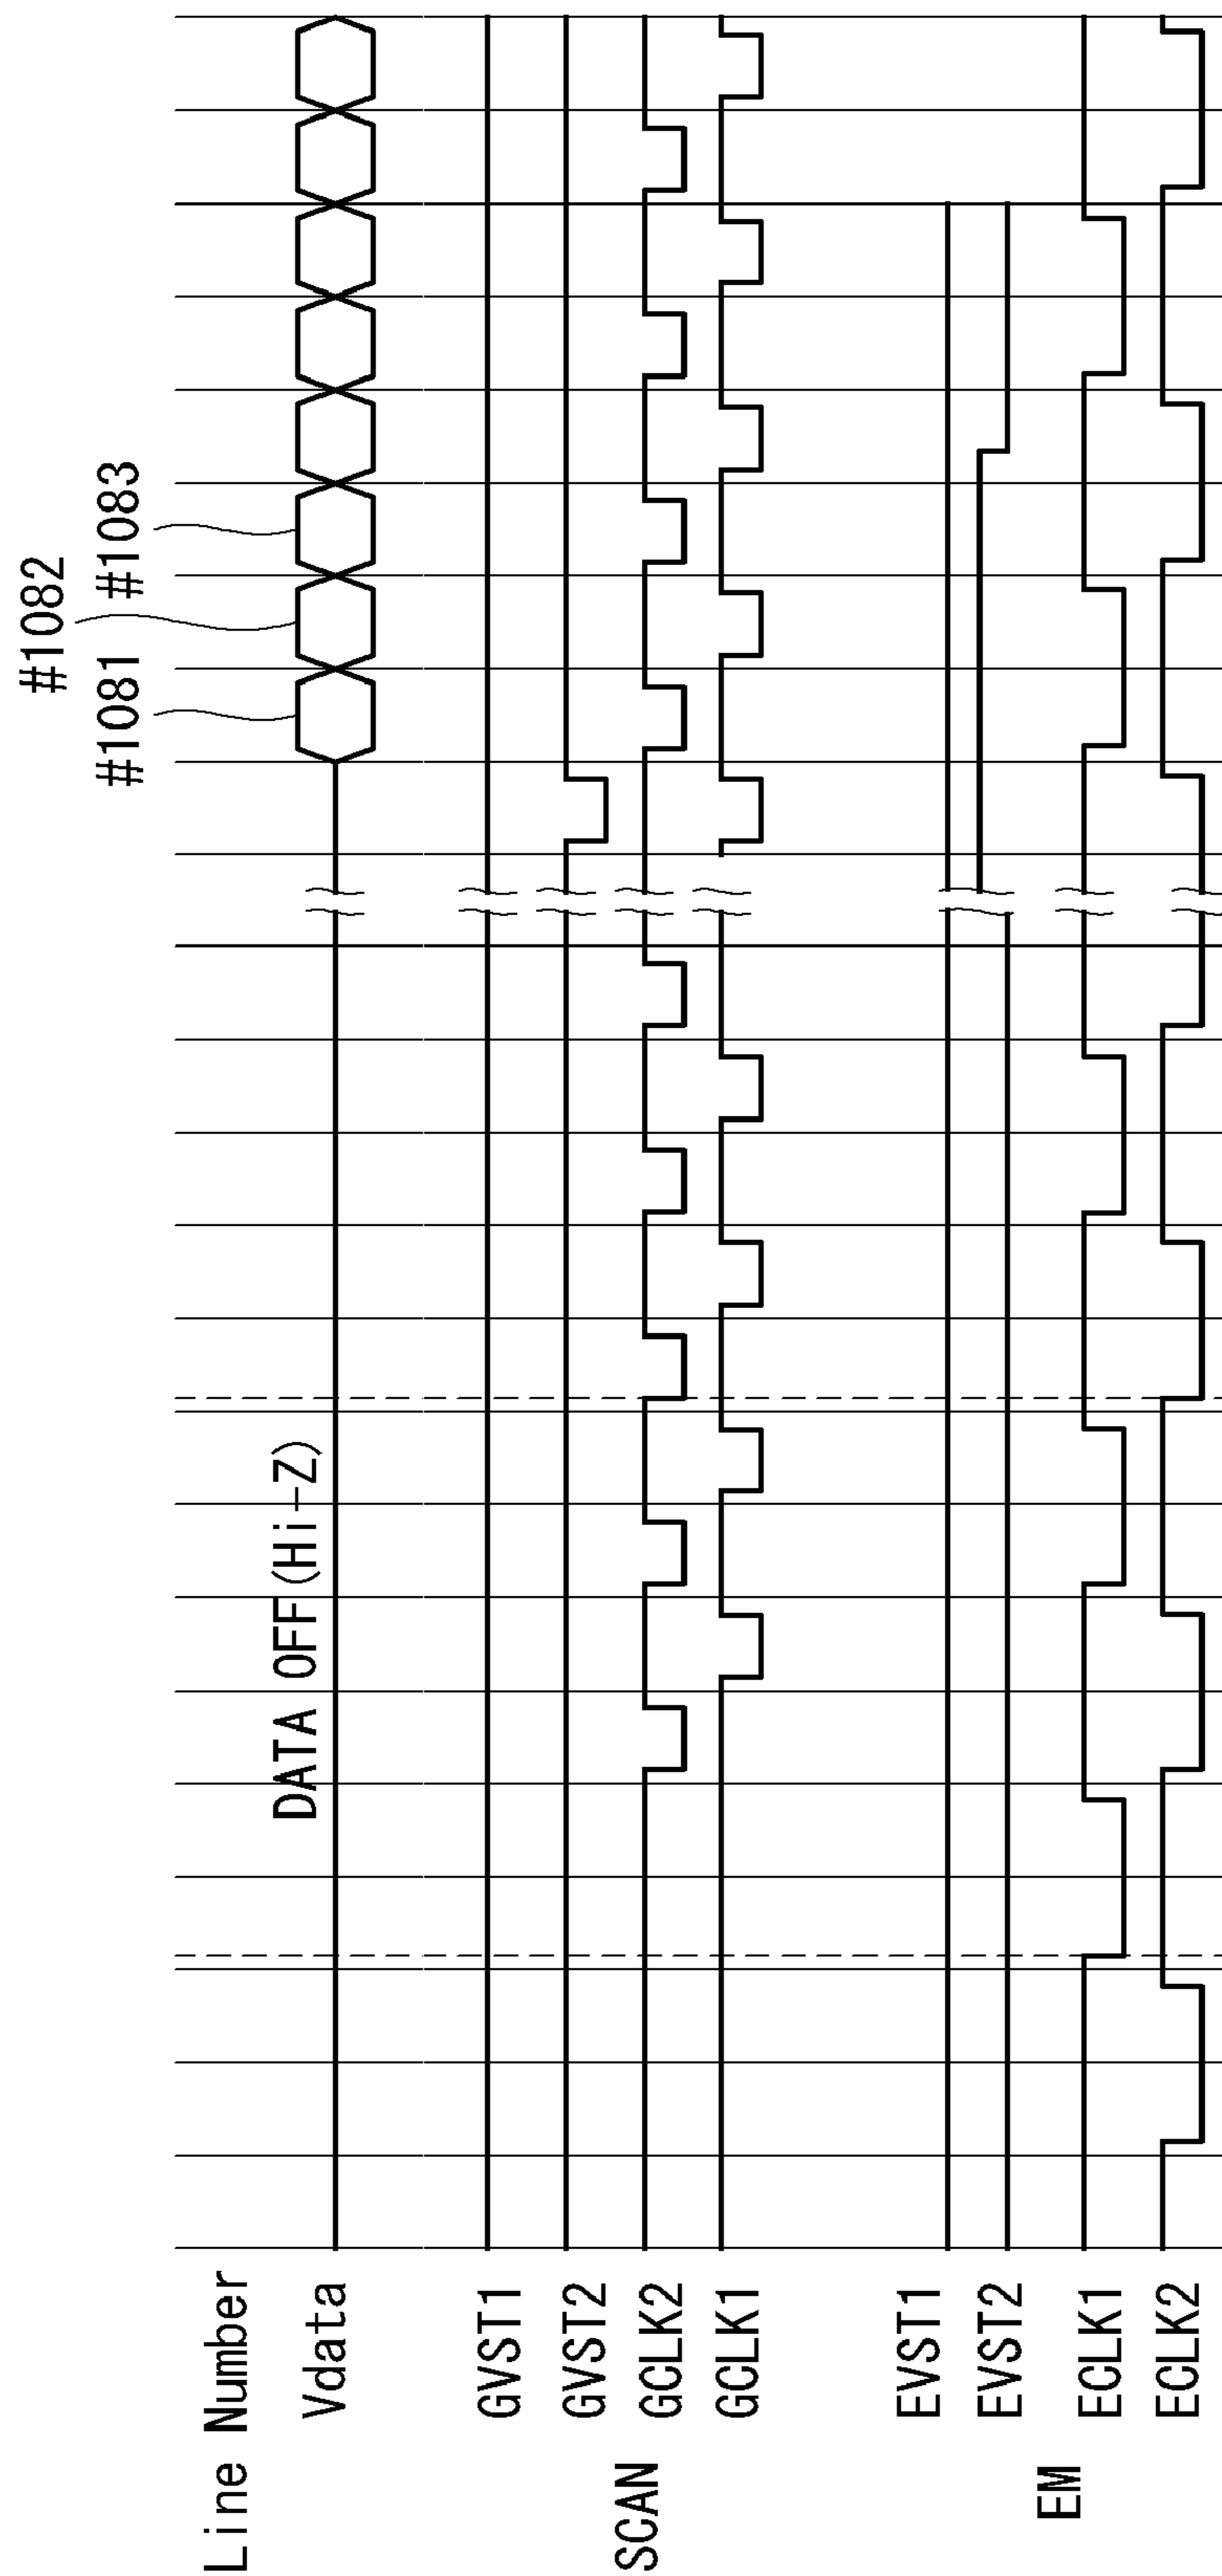 #1082
#1081 #1083
Line Number
DATA OFF(Hi-Z)
Vdata
GVST1
GVST2
SCAN
GCLK2
GCLK1
EVST1
EVST2
EM
ECLK1
ECLK2